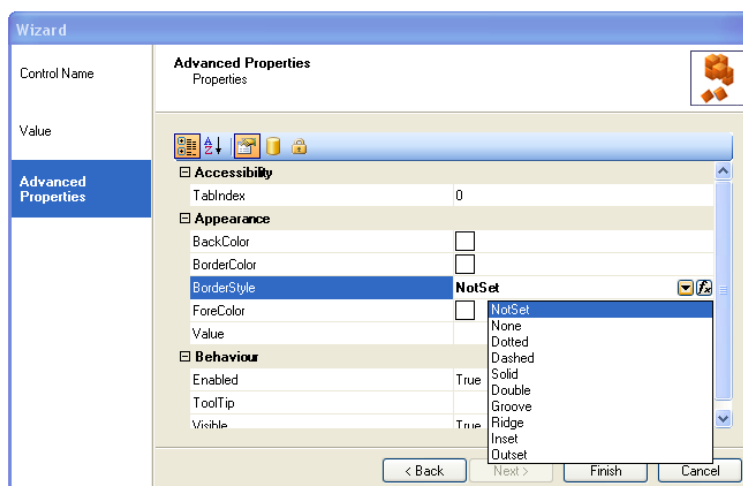 Wizard
Control Name
Value
Advanced
Properties
Advanced Properties
Properties
Accessibility
TabIndex 0
Appearance
BackColor
BorderColor
BorderStyle NotSet
ForeColor
Value
Behaviour
Enabled True
ToolTip
Visible True
NotSet
None
Dotted
Dashed
Solid
Double
Groove
Ridge
Inset
Outset
< Back
Next >
Finish
Cancel